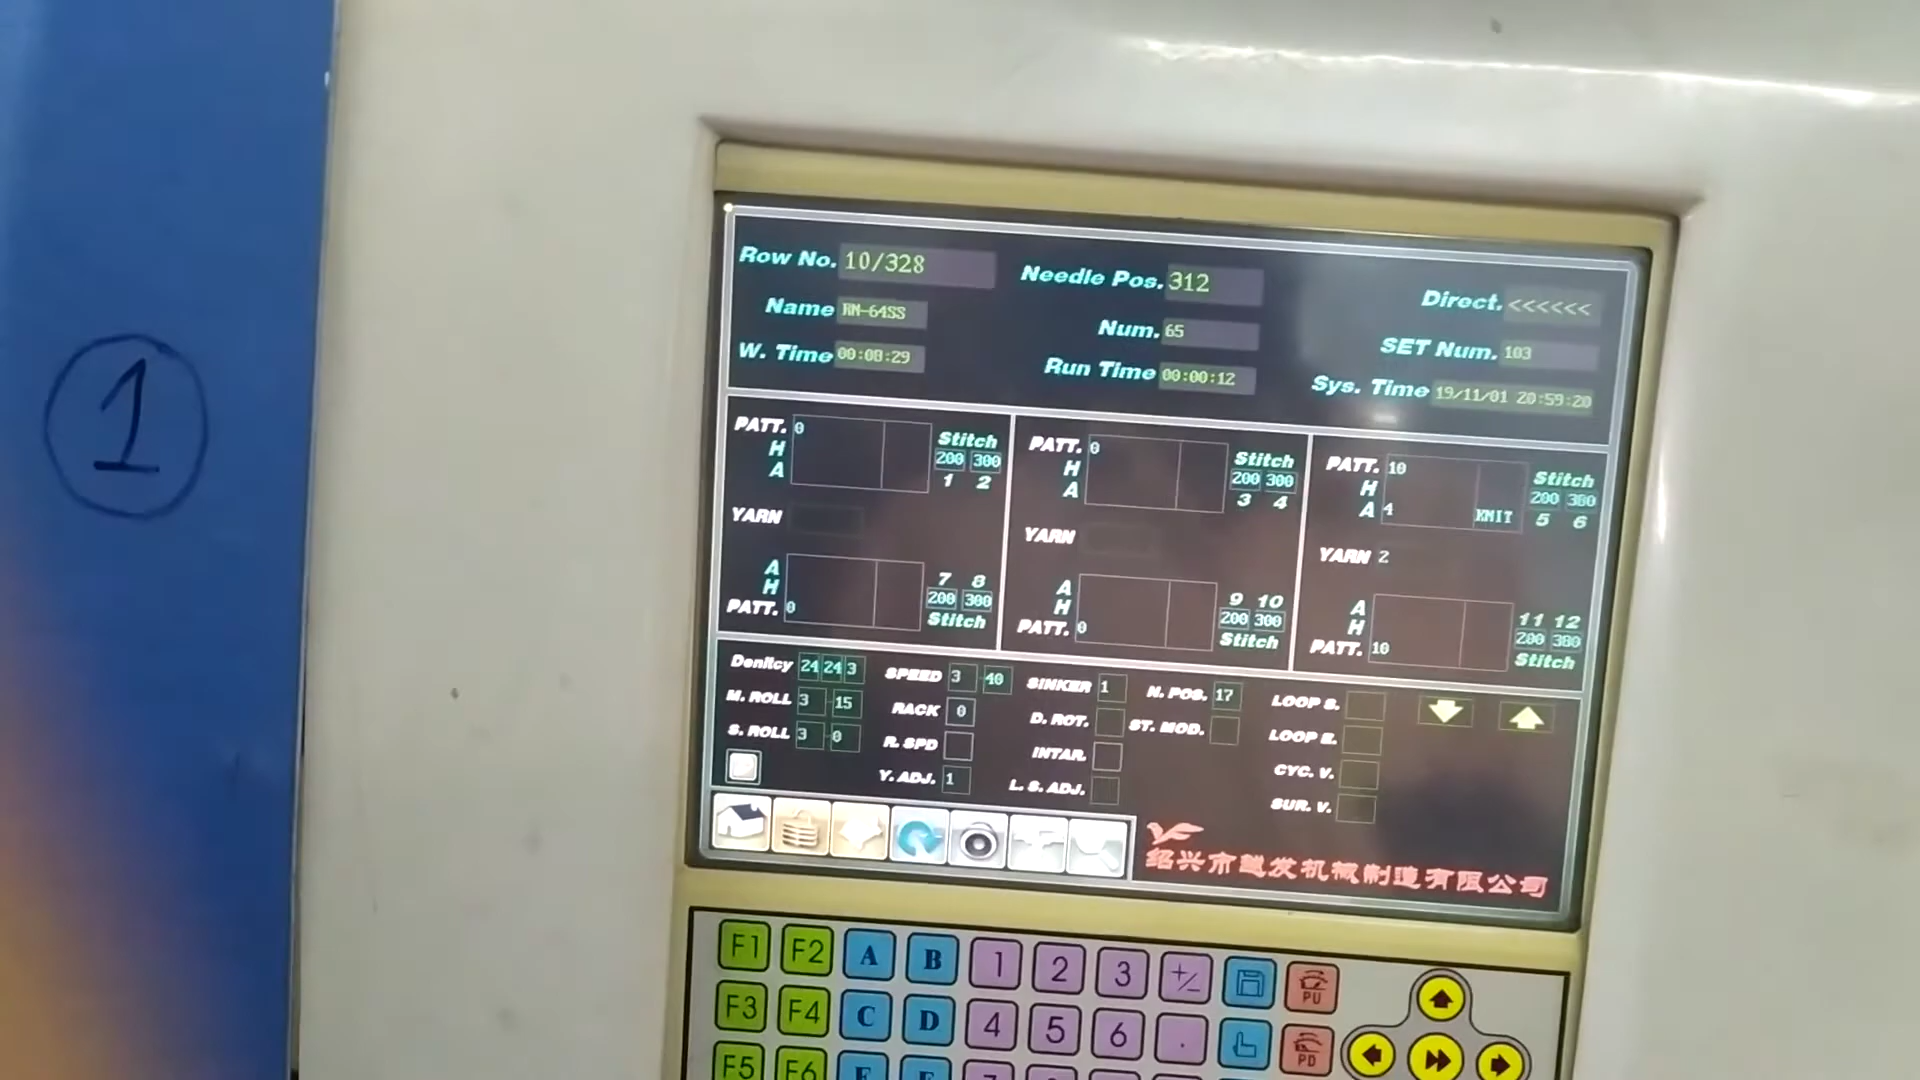 1
Row No. 10/328 Needle Pos. 312 Direct. <<<<<<
Name RN-64SS Num. 65 SET Num. 103
W. Time 00:08:29 Run Time 00:00:12 Sys. Time 19/11/01 20:59:20
PATT. 0 Stitch
H 200 300
A 1 2
YARN
A 7 8
H 200 300
PATT. 0 Stitch
PATT. 0 Stitch
H 200 300
A 3 4
YARN
A 9 10
H 200 300
PATT. 0 Stitch
PATT. 10 Stitch
H 200 380
A 4 KNIT 5 6
YARN 2
A 11 12
H 200 380
PATT. 10 Stitch
Denitcy 24 24 3 SPEED 3 40 SINKER 1 N. POS. 17 LOOP S.
M. ROLL 3 15 RACK 0 D. ROT. ST. MOD. LOOP E.
S. ROLL 3 0 R. SPD INTAR. CYC. V.
Y. ADJ. 1 L. S. ADJ. SUR. V.
绍兴市越发机械制造有限公司
F1 F2 A B 1 2 3 +/- PU
F3 F4 C D 4 5 6 . PD
F5 F6 E F 7